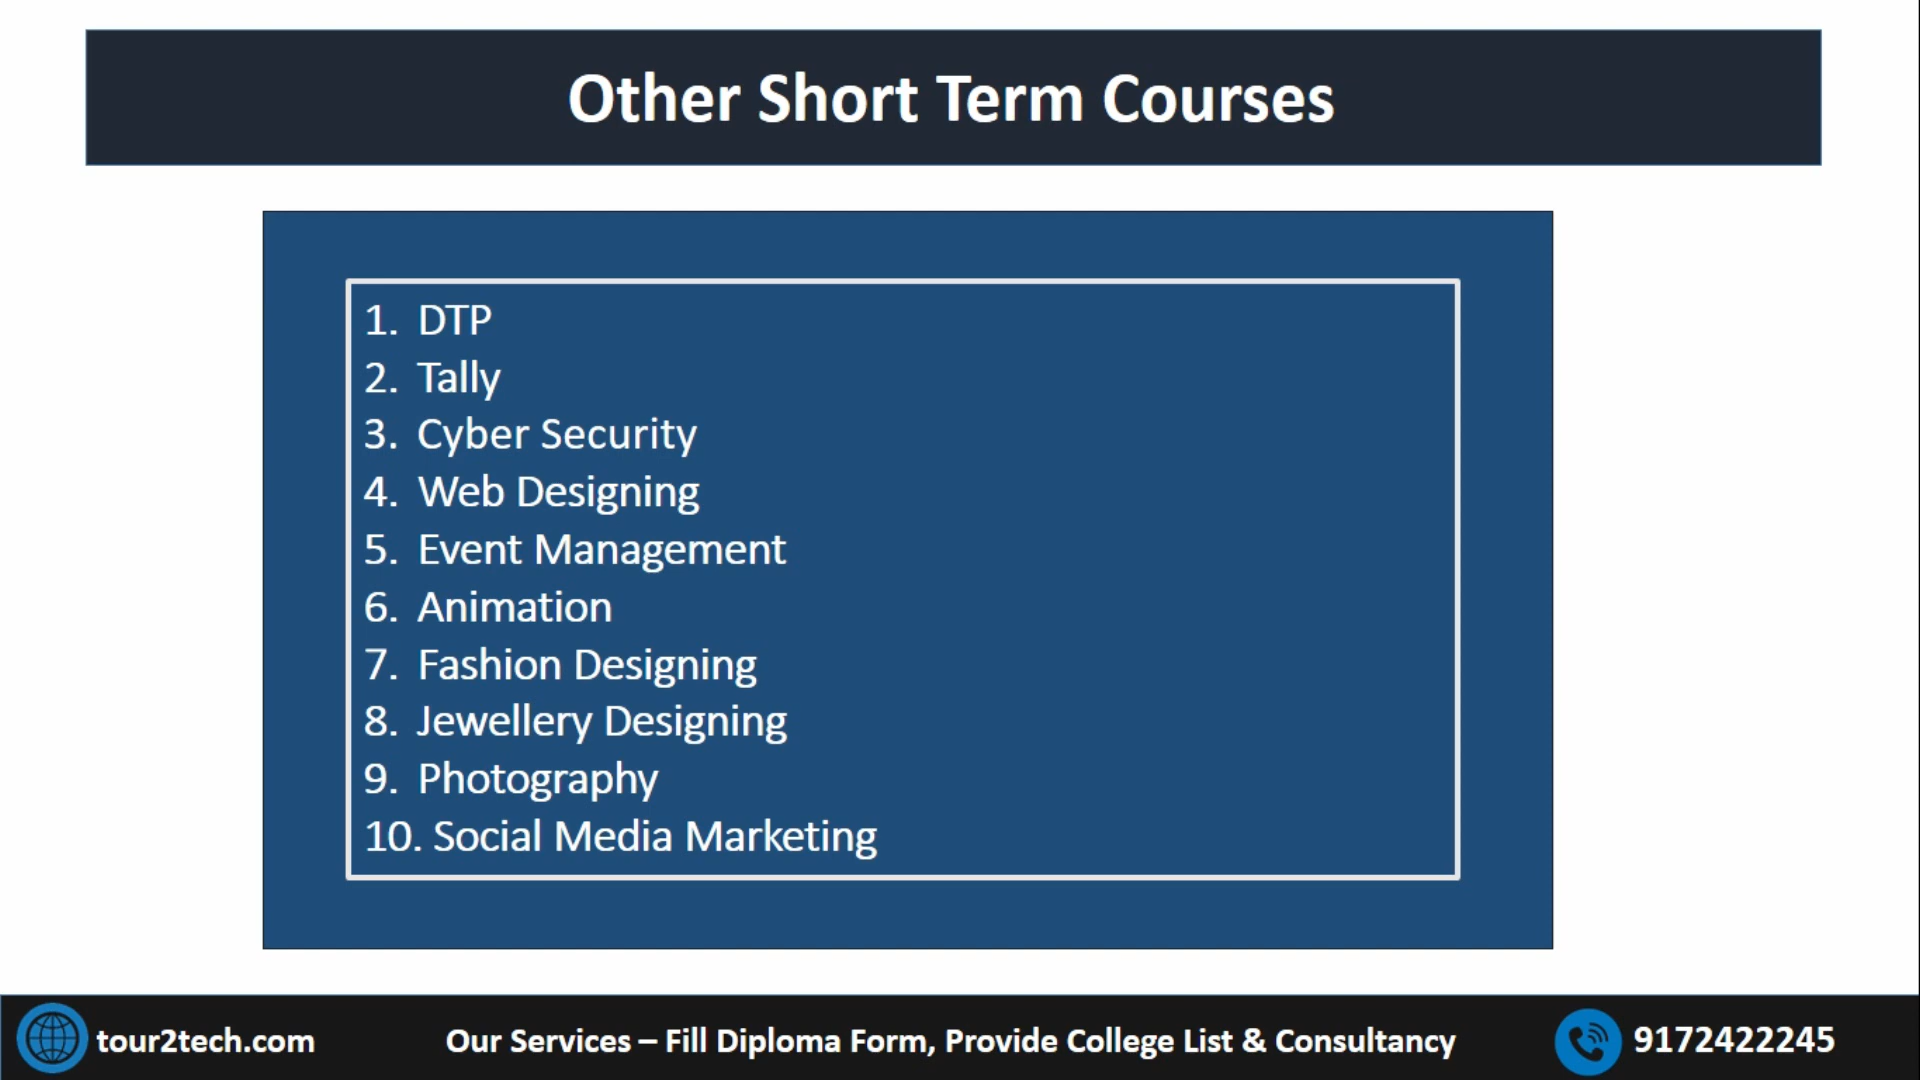 Other Short Term Courses
1. DTP
2. Tally
3. Cyber Security
4. Web Designing
5. Event Management
6. Animation
7. Fashion Designing
8. Jewellery Designing
9. Photography
10. Social Media Marketing
tour2tech.com
Our Services – Fill Diploma Form, Provide College List & Consultancy
9172422245